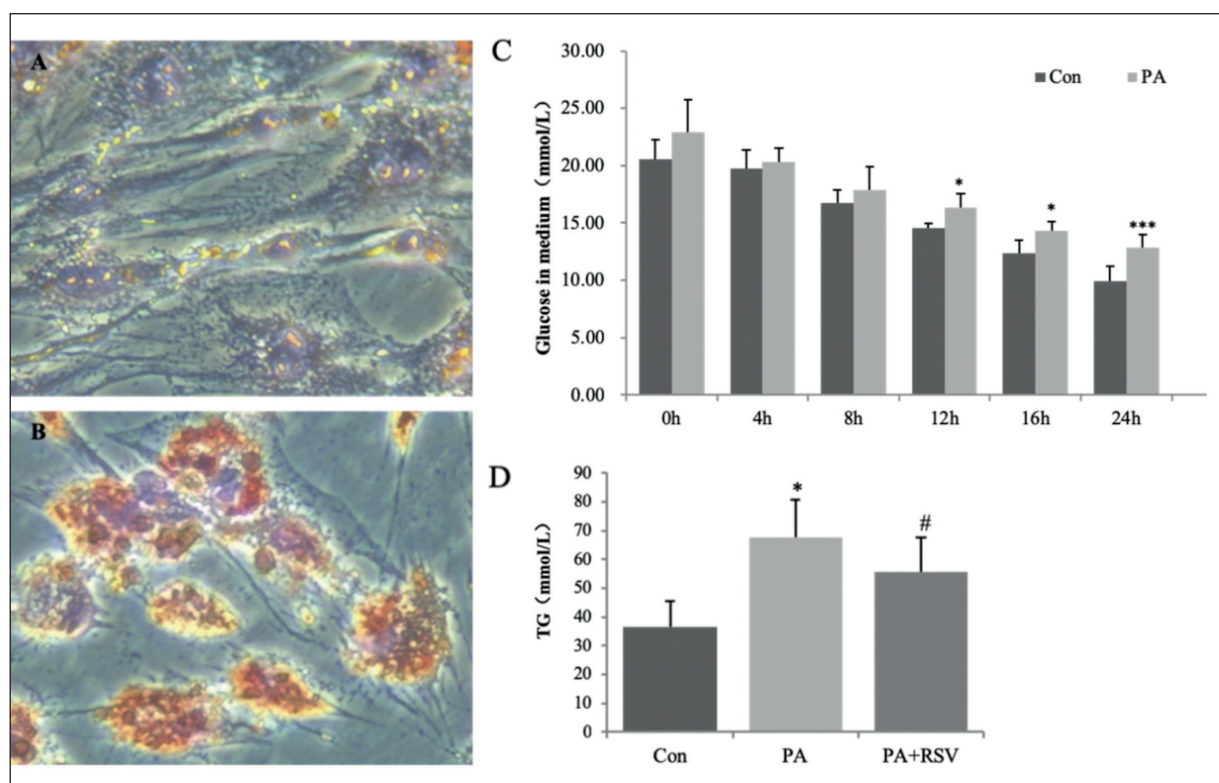 A
B
C
Glucose in medium（mmol/L）
30.00
25.00
20.00
15.00
10.00
5.00
0.00
Con PA
* * ***
0h 4h 8h 12h 16h 24h
D
TG（mmol/L）
90
80
70
60
50
40
30
20
10
0
* #
Con PA PA+RSV